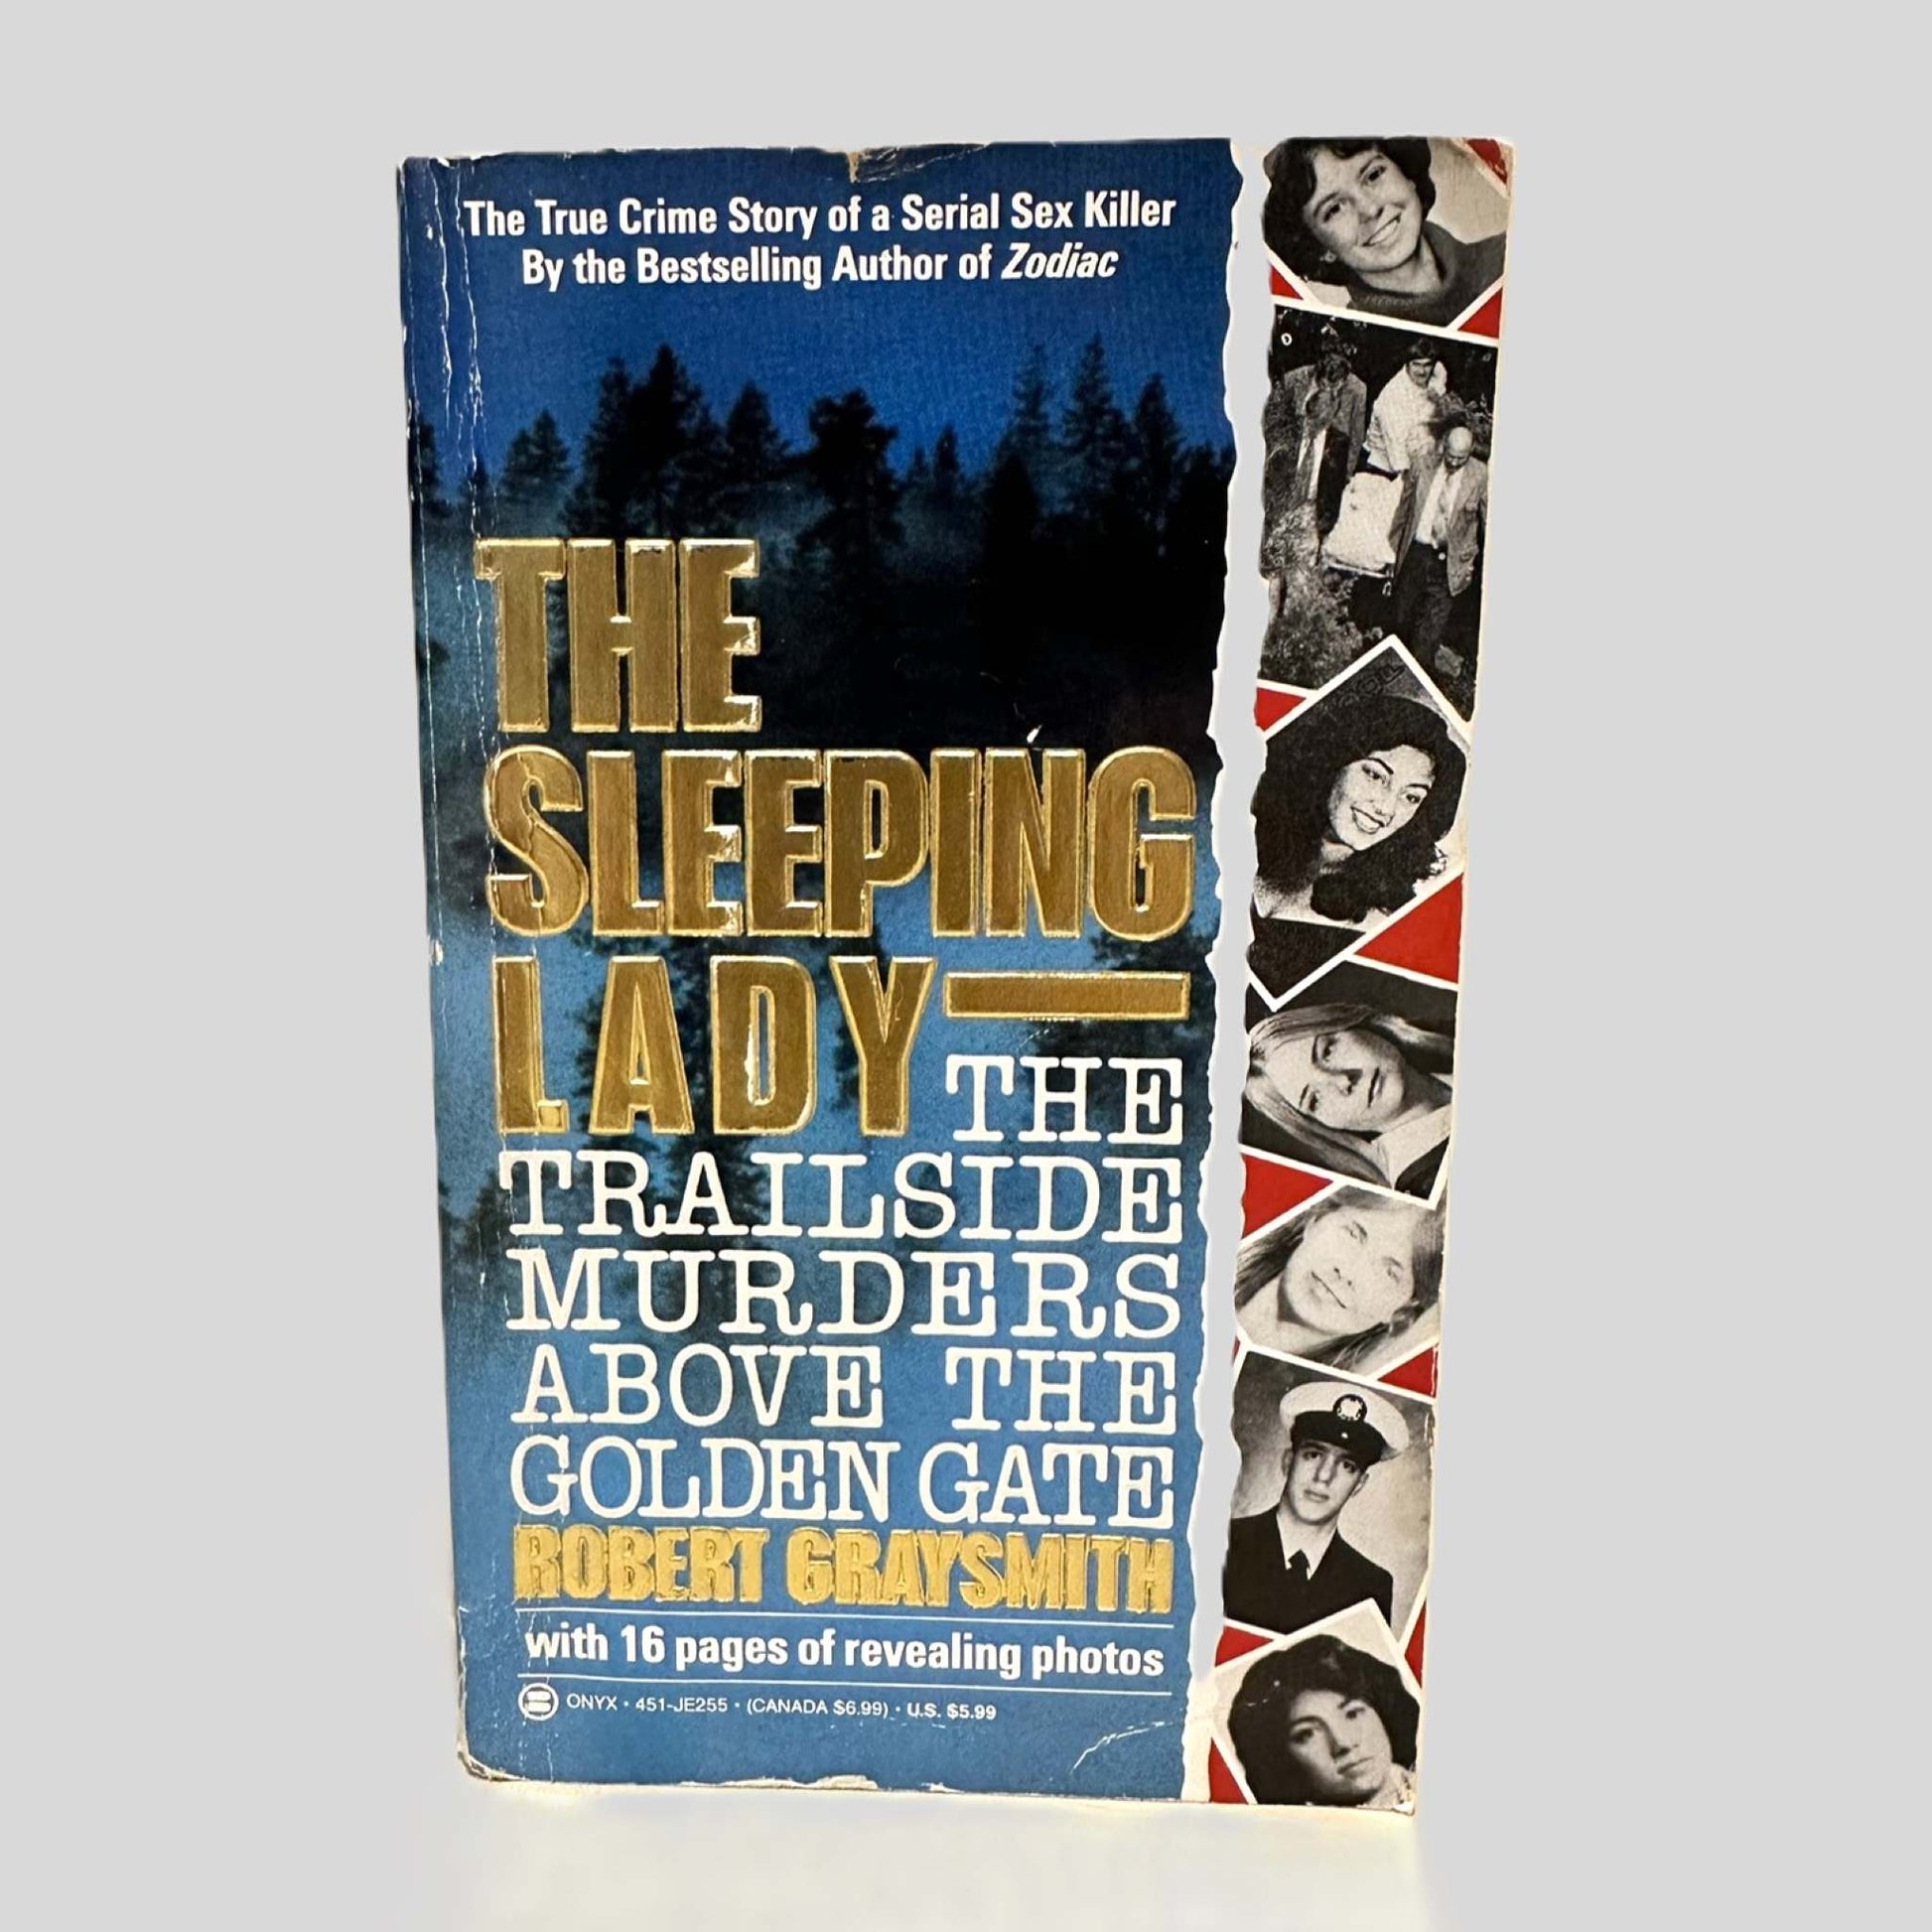 The True Crime Story of a Serial Sex Killer
By the Bestselling Author of Zodiac
THE
SLEEPING
LADY—
THE
TRAILSIDE
MURDERS
ABOVE THE
GOLDEN GATE
ROBERT GRAYSMITH
with 16 pages of revealing photos
ONYX • 451-JE255 • (CANADA $6.99) • U.S. $5.99